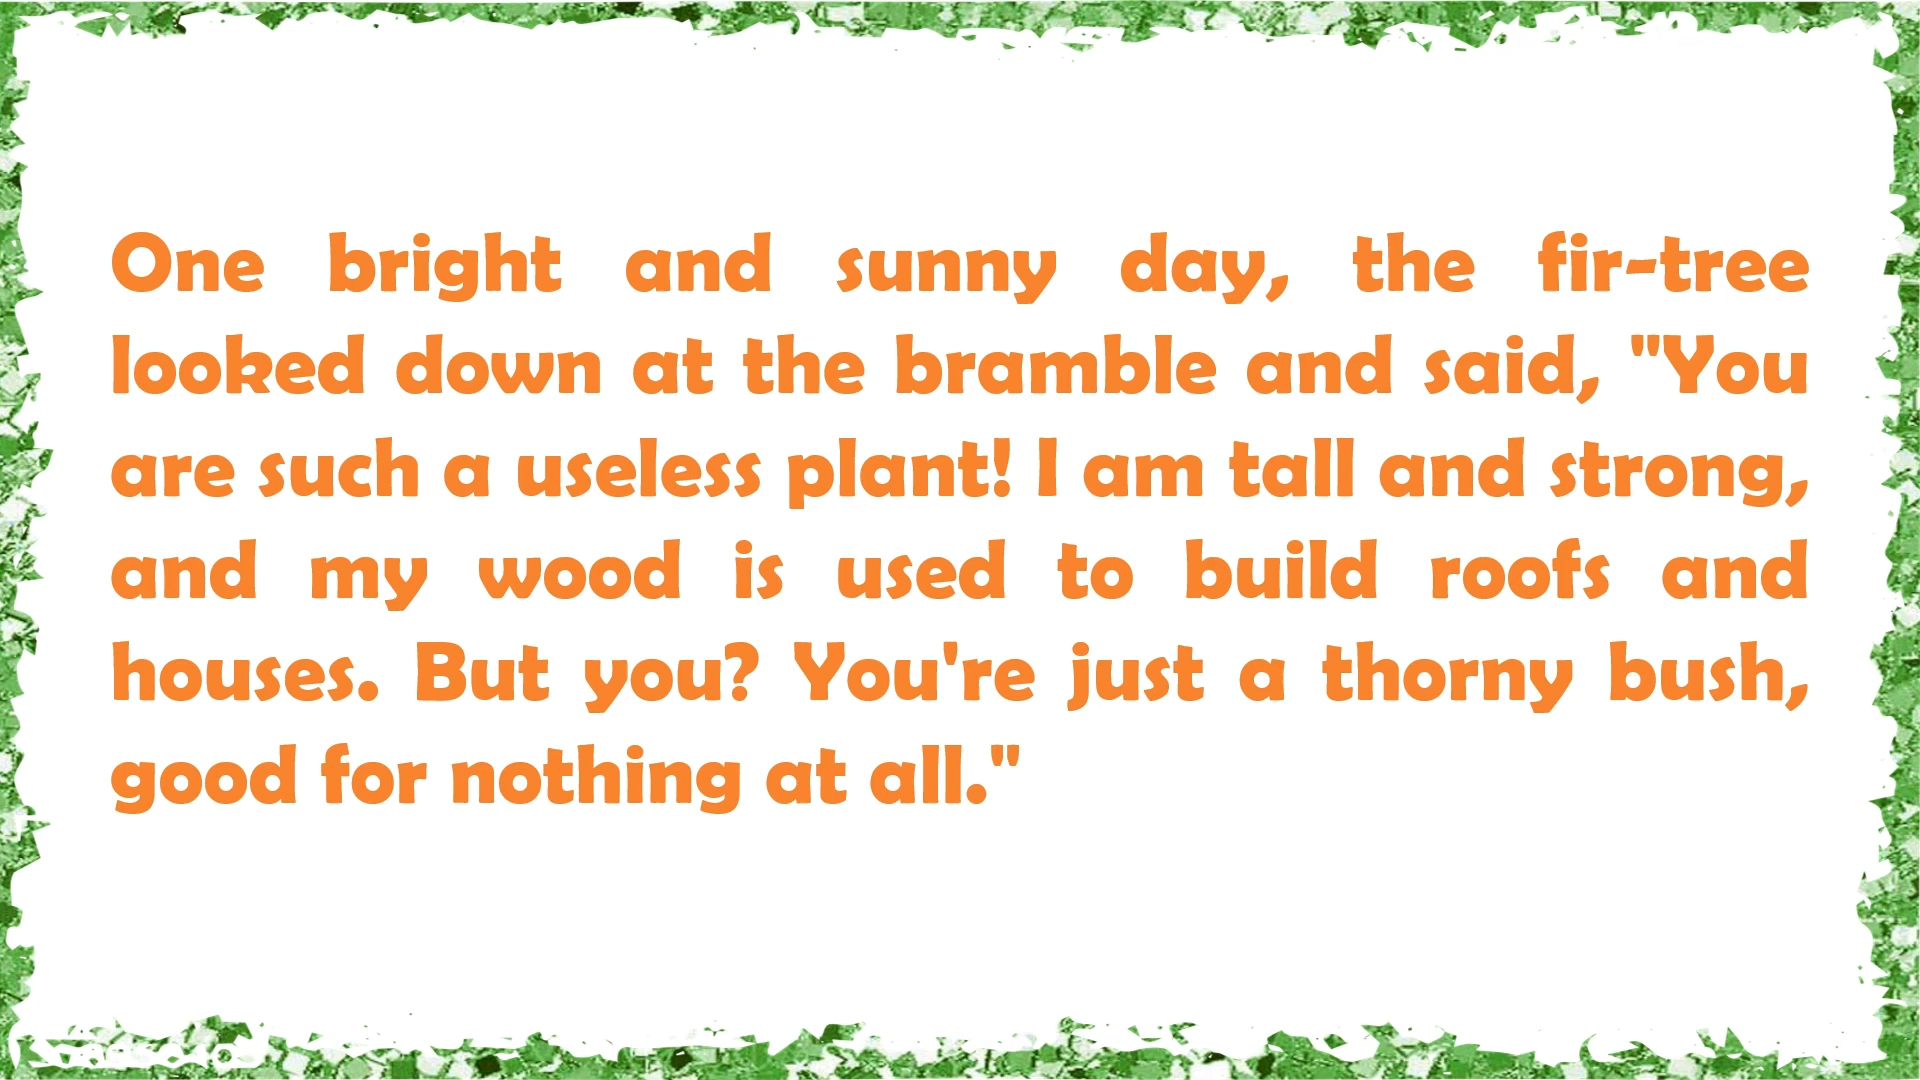 One bright and sunny day, the fir-tree
looked down at the bramble and said, "You
are such a useless plant! I am tall and strong,
and my wood is used to build roofs and
houses. But you? You're just a thorny bush,
good for nothing at all."